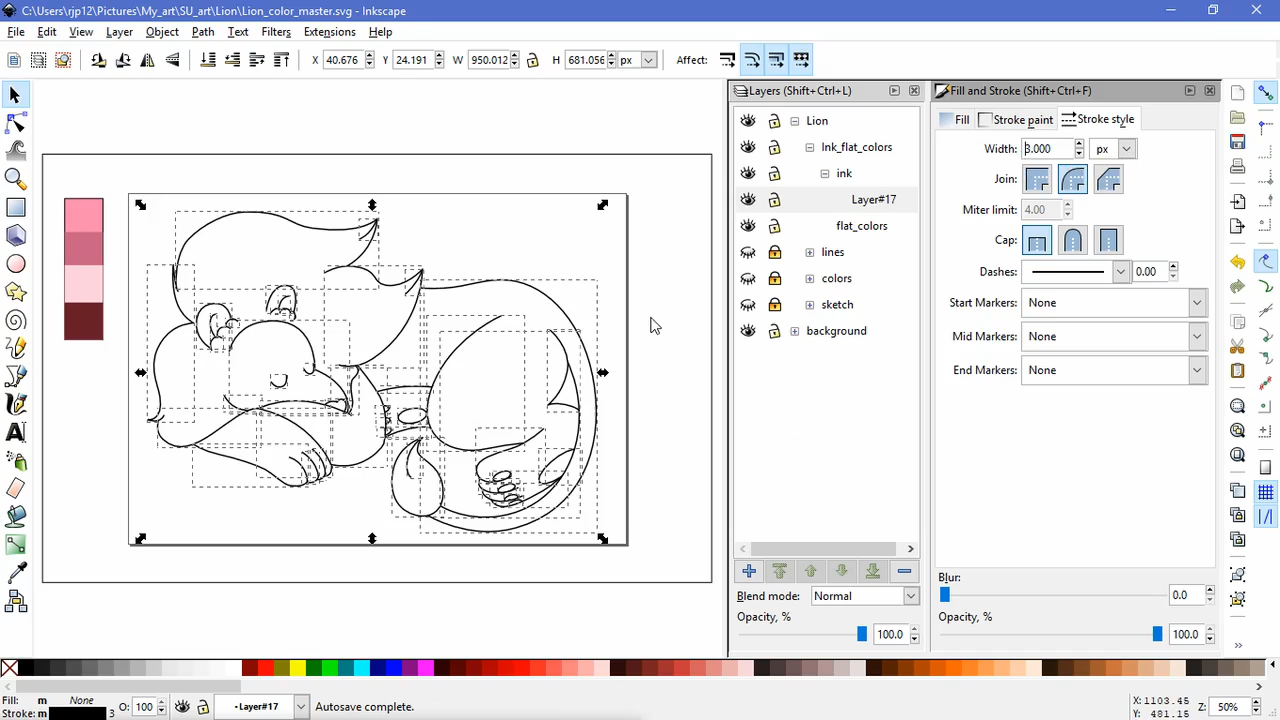 C:\Users\rjp12\Pictures\My_art\SU_art\Lion\Lion_color_master.svg - Inkscape
File Edit View Layer Object Path Text Filters Extensions Help
X 40.676 Y 24.191 W 950.012 H 681.056 px Affect:
Layers (Shift+Ctrl+L)
Fill and Stroke (Shift+Ctrl+F)
Lion
Ink_flat_colors
ink
Layer#17
flat_colors
lines
colors
sketch
background
Blend mode: Normal
Opacity, %
100.0
Fill Stroke paint Stroke style
Width: 3.000 px
Join:
Miter limit: 4.00
Cap:
Dashes: 0.00
Start Markers: None
Mid Markers: None
End Markers: None
Blur:
0.0
Opacity, %
100.0
Fill: m None O: 100 •Layer#17 Autosave complete. X: 1103.45 Z: 50%
Stroke: m 3 Y: 481.15